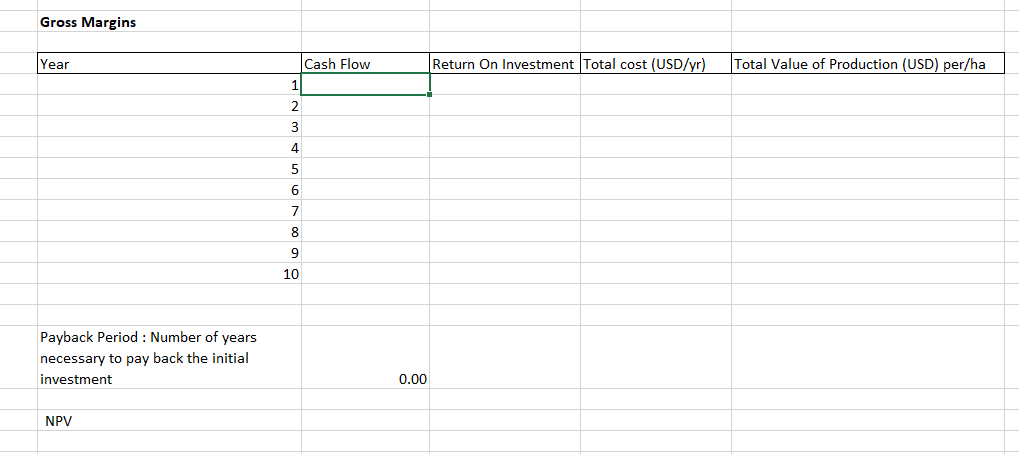 Gross Margins
Year Cash Flow Return On Investment Total cost (USD/yr) Total Value of Production (USD) per/ha
1
2
3
4
5
6
7
8
9
10
Payback Period : Number of years
necessary to pay back the initial
investment 0.00
NPV